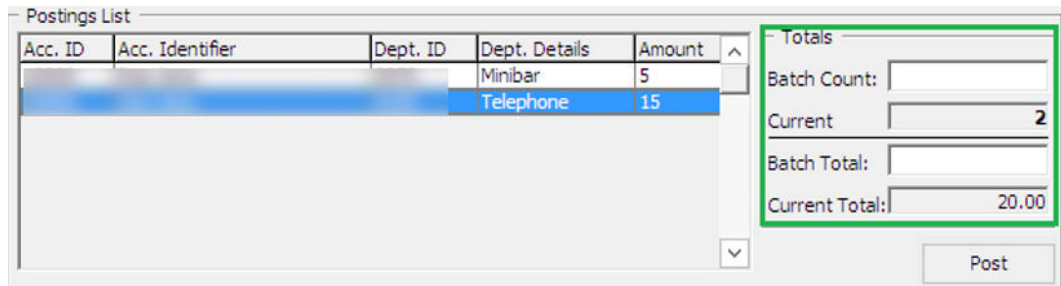 Postings List
Acc. ID Acc. Identifier Dept. ID Dept. Details Amount
Minibar 5
Telephone 15
Totals
Batch Count:
Current 2
Batch Total:
Current Total: 20.00
Post